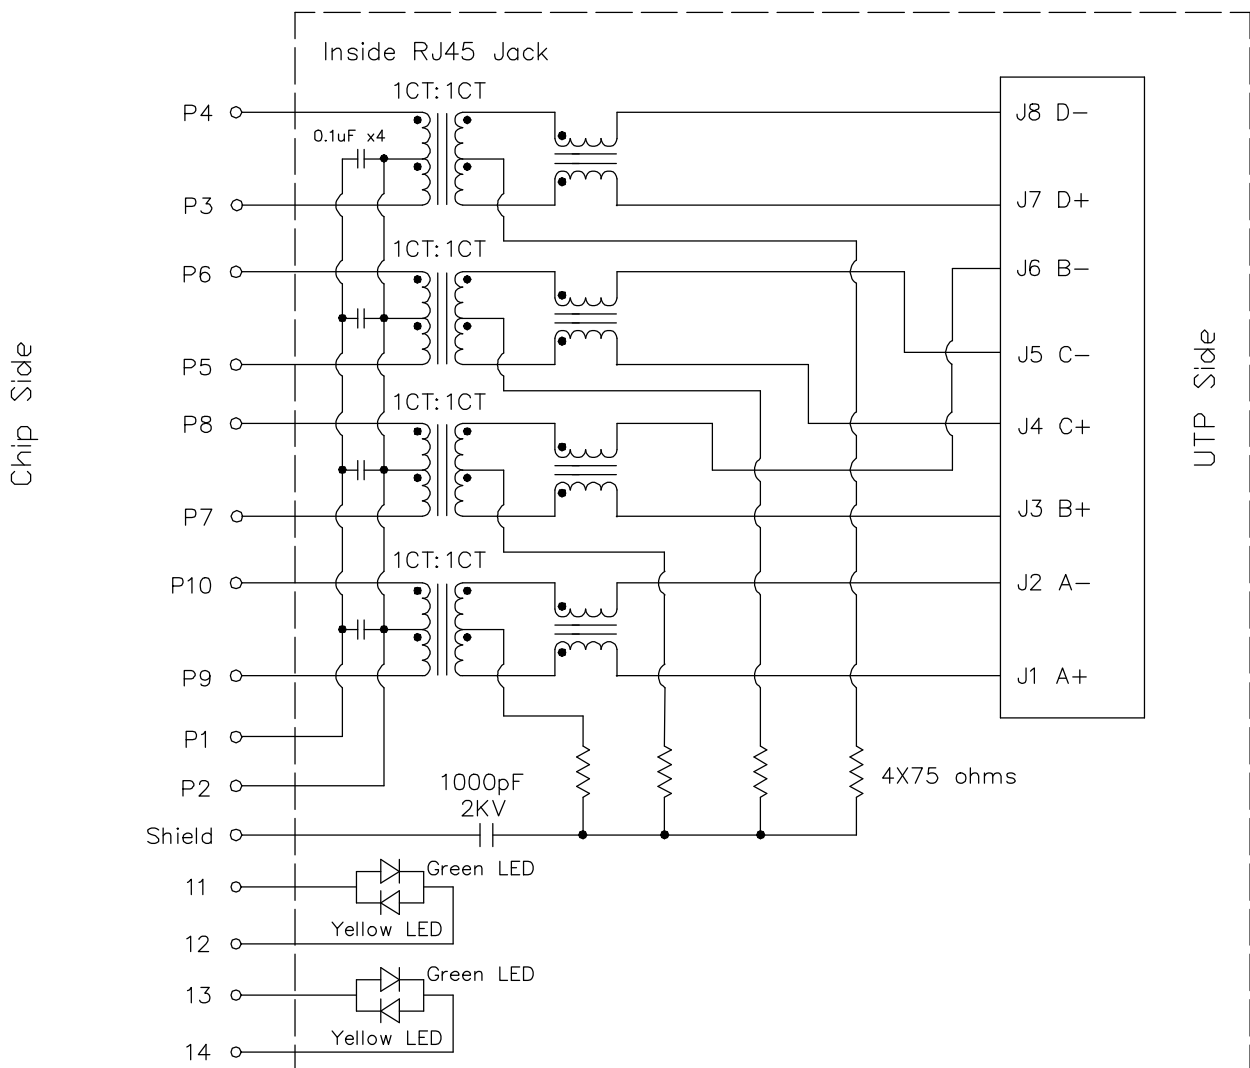 Inside RJ45 Jack
1CT:1CT
P4
J8 D-
0.1uF x4
P3
J7 D+
1CT:1CT
P6
J6 B-
P5
J5 C-
1CT:1CT
P8
J4 C+
P7
J3 B+
1CT:1CT
P10
J2 A-
P9
J1 A+
Chip Side
UTP Side
P1
P2
1000pF
2KV
4X75 ohms
Shield
Green LED
11
Yellow LED
12
Green LED
13
Yellow LED
14